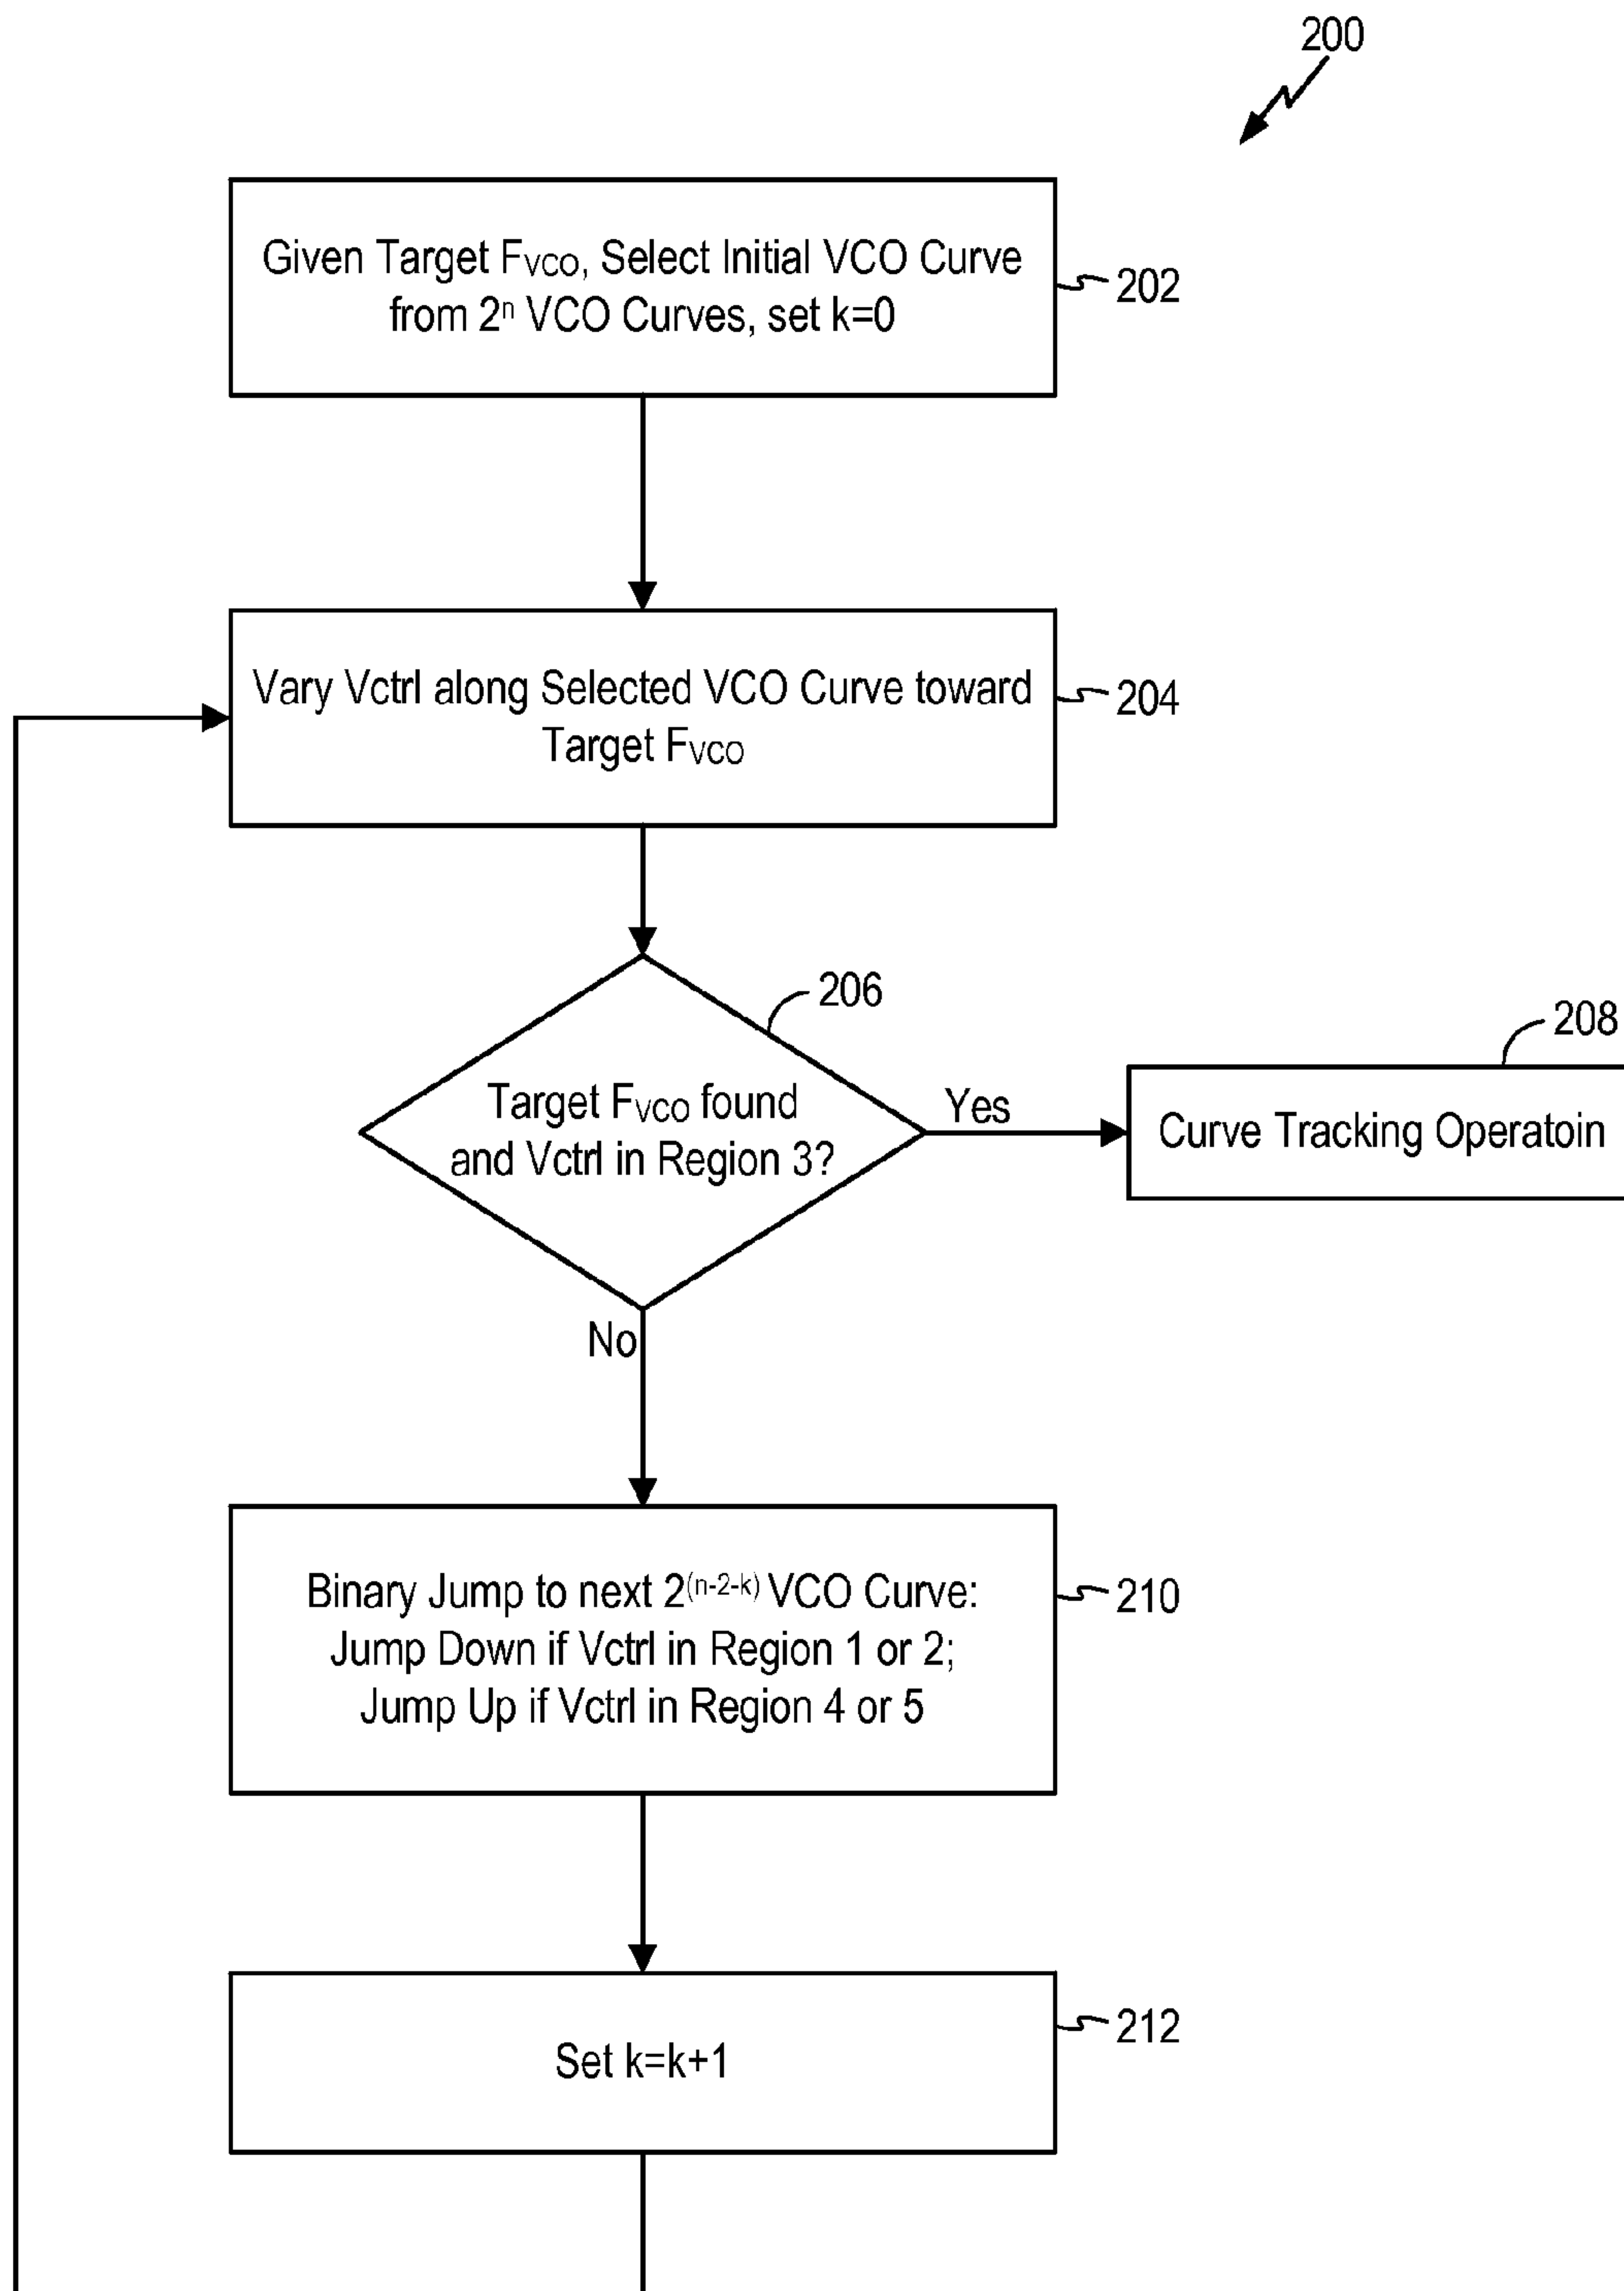 200
Given Target FVCO, Select Initial VCO Curve
from 2ⁿ VCO Curves, set k=0
202
Vary Vctrl along Selected VCO Curve toward
Target FVCO
204
206
Target FVCO found
and Vctrl in Region 3?
Yes
208
Curve Tracking Operatoin
No
Binary Jump to next 2⁽ⁿ⁻²⁻ᵏ⁾ VCO Curve:
Jump Down if Vctrl in Region 1 or 2;
Jump Up if Vctrl in Region 4 or 5
210
Set k=k+1
212